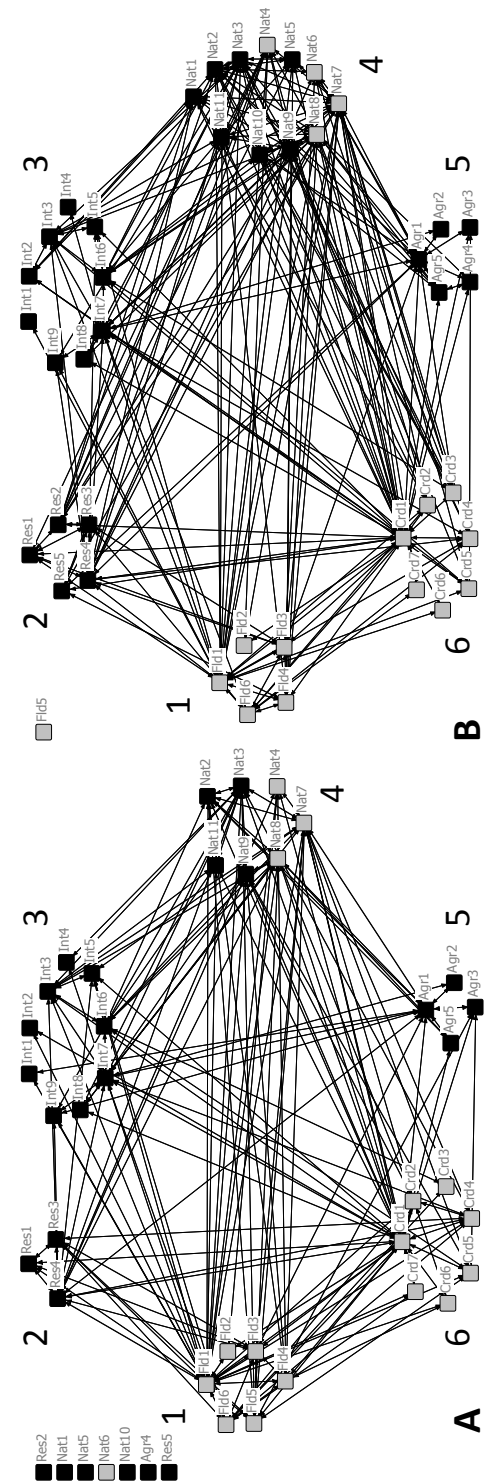 Res2
Nat1
Nat5
Nat6
Nat10
Agr4
Res5
2
Res1
Res4
Res3
3
Int1
Int2
Int3
Int4
Int5
Int6
Int7
Int8
Int9
1
Fld1
Fld2
Fld3
Fld4
Fld5
Fld6
Nat2
Nat3
Nat4
Nat7
Nat8
Nat9
Nat11
4
Crd1
Crd2
Crd3
Crd4
Crd5
Crd6
Crd7
6
Agr1
Agr2
Agr3
Agr5
5
A
Fld5
2
Res1
Res2
Res3
Res4
Res5
3
Int1
Int2
Int3
Int4
Int5
Int6
Int7
Int8
Int9
1
Fld1
Fld2
Fld3
Fld4
Fld6
Nat1
Nat2
Nat3
Nat4
Nat5
Nat6
Nat7
Nat8
Nat9
Nat10
Nat11
4
Crd1
Crd2
Crd3
Crd4
Crd5
Crd6
Crd7
6
Agr1
Agr2
Agr3
Agr4
Agr5
5
B